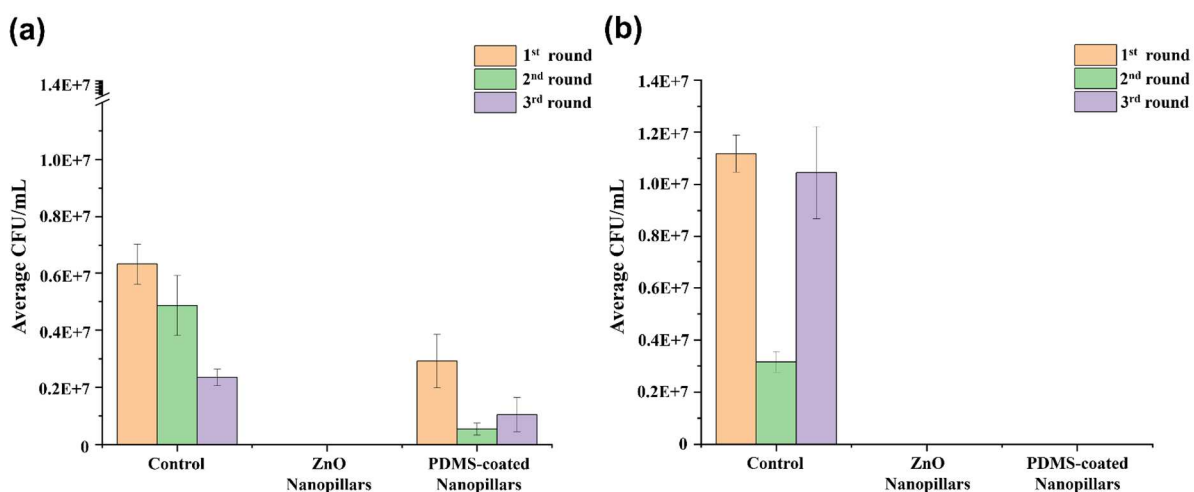 (a)
1st round
2nd round
3rd round
1.4E+7
1.0E+7
0.8E+7
0.6E+7
0.4E+7
0.2E+7
0
Average CFU/mL
Control
ZnO
Nanopillars
PDMS-coated
Nanopillars
(b)
1st round
2nd round
3rd round
1.4E+7
1.2E+7
1.0E+7
0.8E+7
0.6E+7
0.4E+7
0.2E+7
0
Average CFU/mL
Control
ZnO
Nanopillars
PDMS-coated
Nanopillars